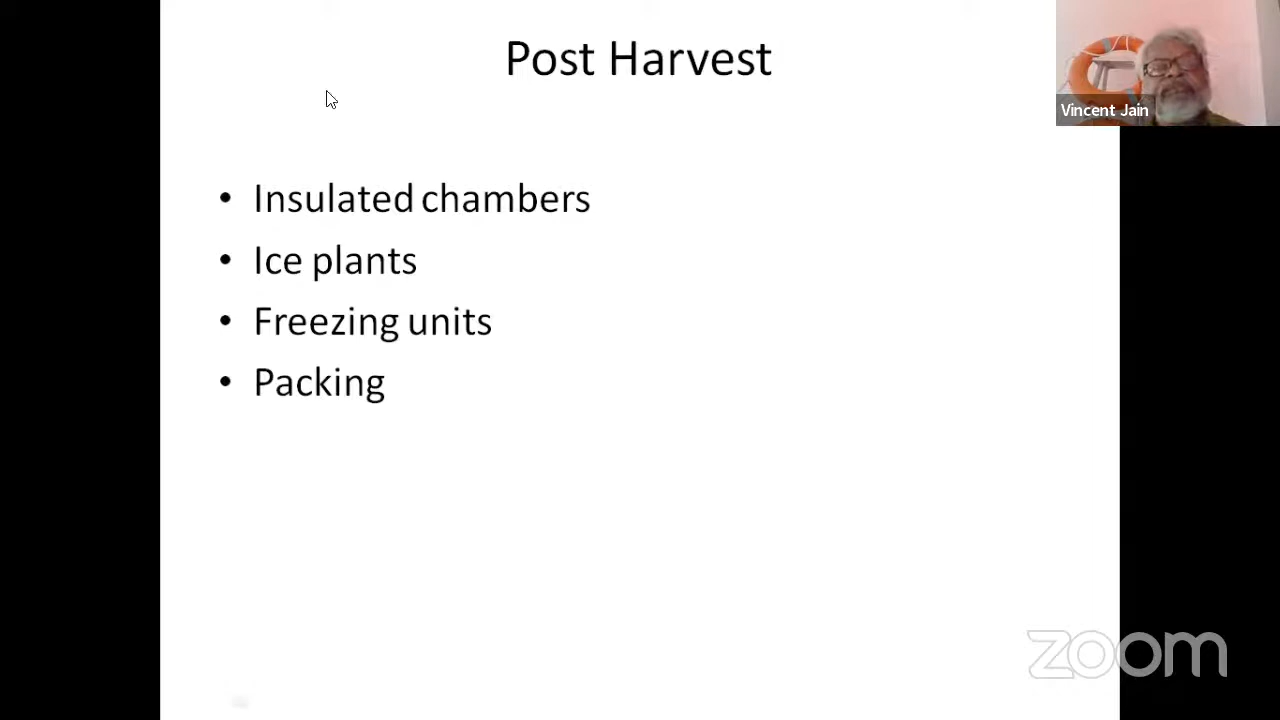 Post Harvest
Vincent Jain
• Insulated chambers
• Ice plants
• Freezing units
• Packing
zoom